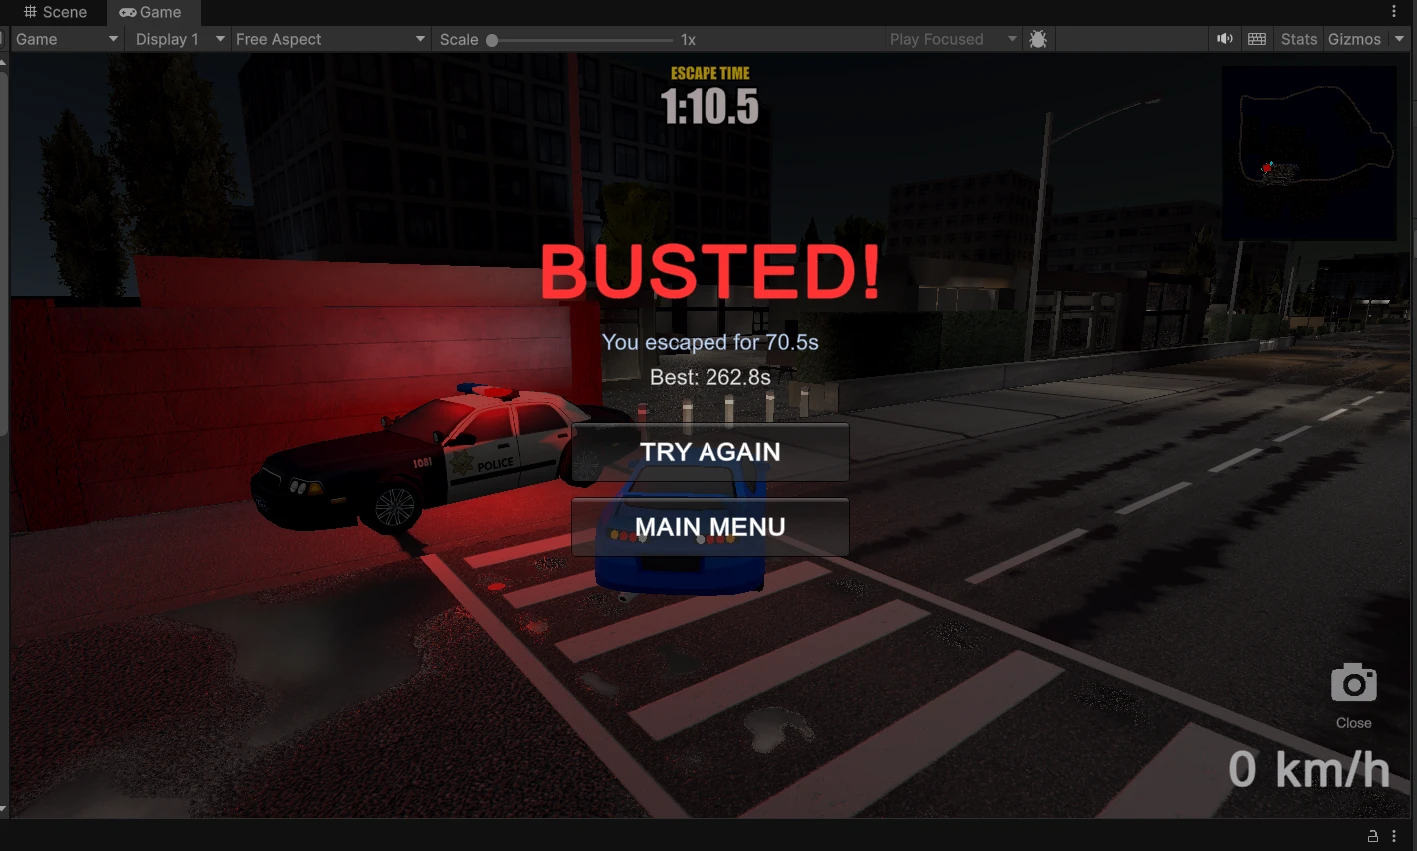 Scene
Game
Game
Display 1
Free Aspect
Scale
1x
Play Focused
Stats
Gizmos
ESCAPE TIME
1:10.5
BUSTED!
You escaped for 70.5s
Best: 262.8s
1081
POLICE
TRY AGAIN
MAIN MENU
Close
0 km/h